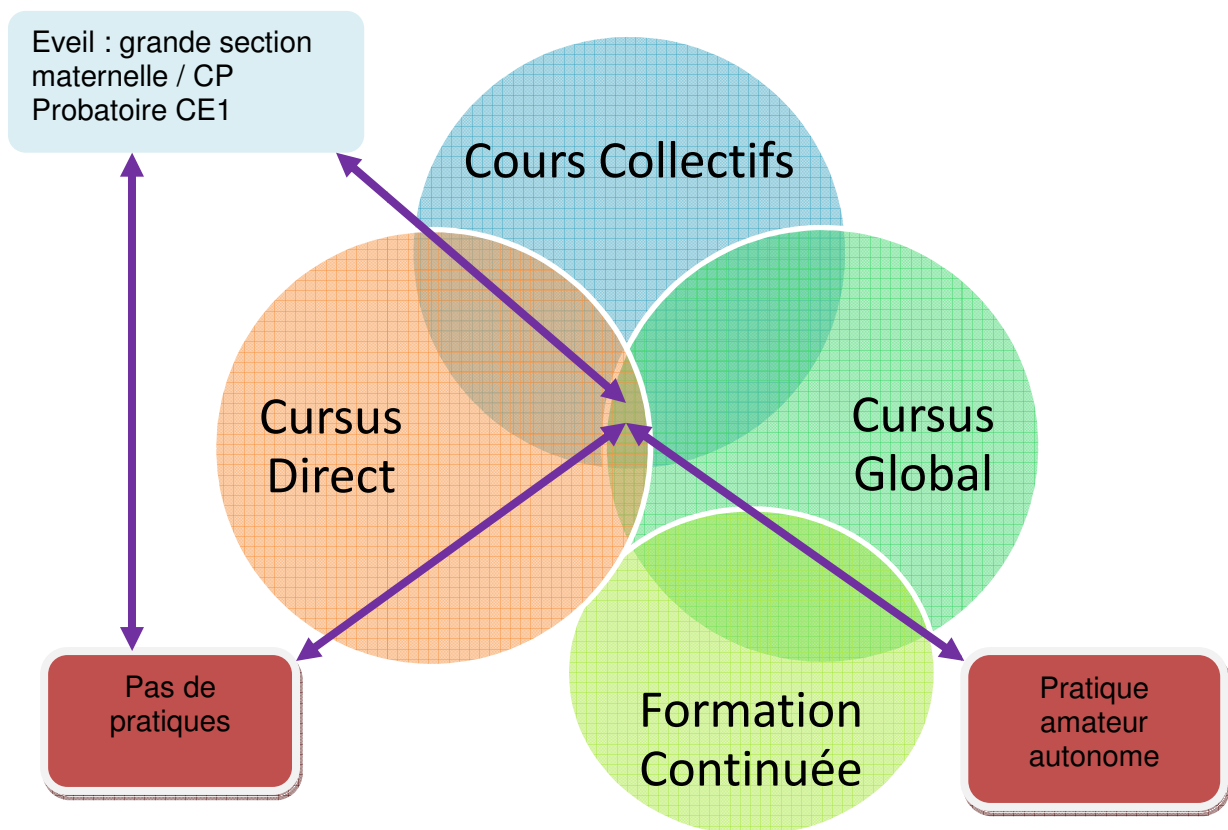 Eveil : grande section
maternelle / CP
Probatoire CE1
Cours Collectifs
Cursus
Direct
Cursus
Global
Pas de
pratiques
Formation
Continuée
Pratique
amateur
autonome